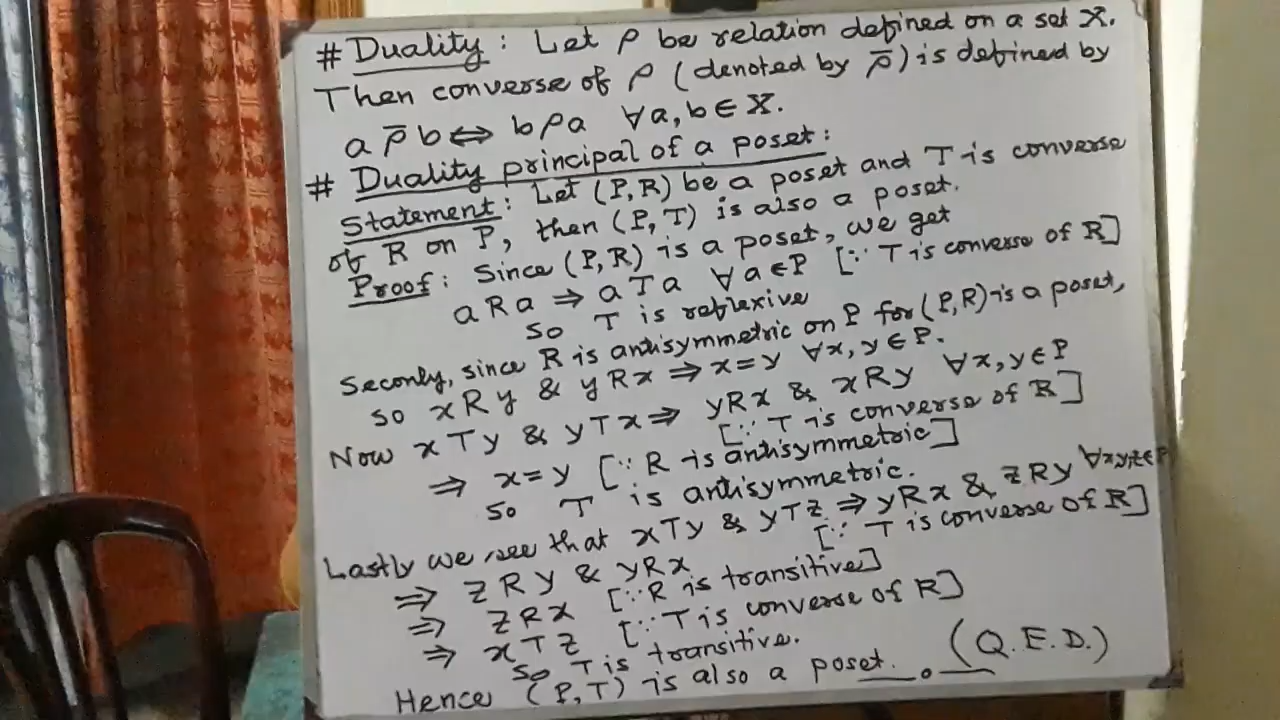 # Duality : Let ρ be relation defined on a set X.
Then converse of ρ (denoted by ρ̄) is defined by
a ρ̄ b ⇔ b ρ a ∀ a, b ∈ X.
# Duality principal of a poset :
Statement : Let (P, R) be a poset and T is converse
of R on P, then (P, T) is also a poset.
Proof : Since (P, R) is a poset, we get
a R a ⇒ a T a ∀ a ∈ P [∵ T is converse of R]
So T is reflexive
Seconly, since R is antisymmetric on P for (P, R) is a poset,
so x R y & y R x ⇒ x = y ∀ x, y ∈ P.
Now x T y & y T x ⇒ y R x & x R y ∀ x, y ∈ P
[∵ T is converse of R]
⇒ x = y [∵ R is antisymmetric]
So T is antisymmetric.
Lastly we see that x T y & y T z ⇒ y R x & z R y ∀ x, y, z ∈ P
[∵ T is converse of R]
⇒ z R y & y R x
⇒ z R x [∵ R is transitive]
⇒ x T z [∵ T is converse of R]
So T is transitive.
Hence (P, T) is also a poset. (Q.E.D.)